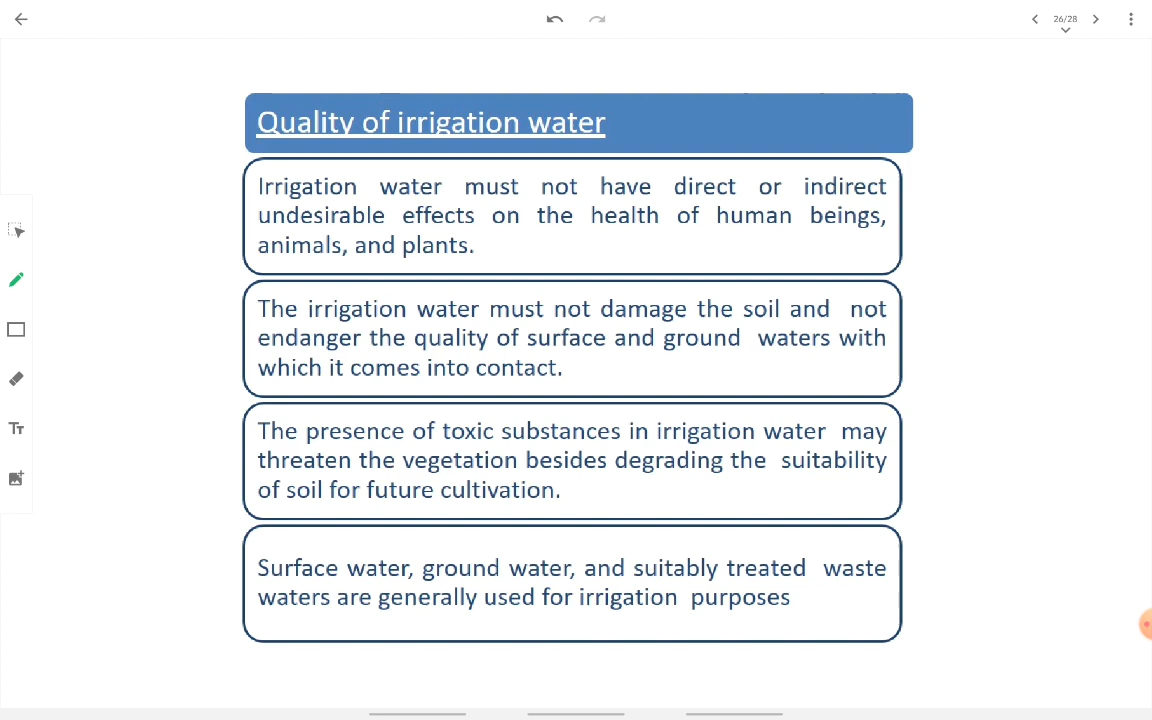 26/28
Quality of irrigation water
Irrigation water must not have direct or indirect
undesirable effects on the health of human beings,
animals, and plants.
The irrigation water must not damage the soil and not
endanger the quality of surface and ground waters with
which it comes into contact.
The presence of toxic substances in irrigation water may
threaten the vegetation besides degrading the suitability
of soil for future cultivation.
Surface water, ground water, and suitably treated waste
waters are generally used for irrigation purposes
Tт